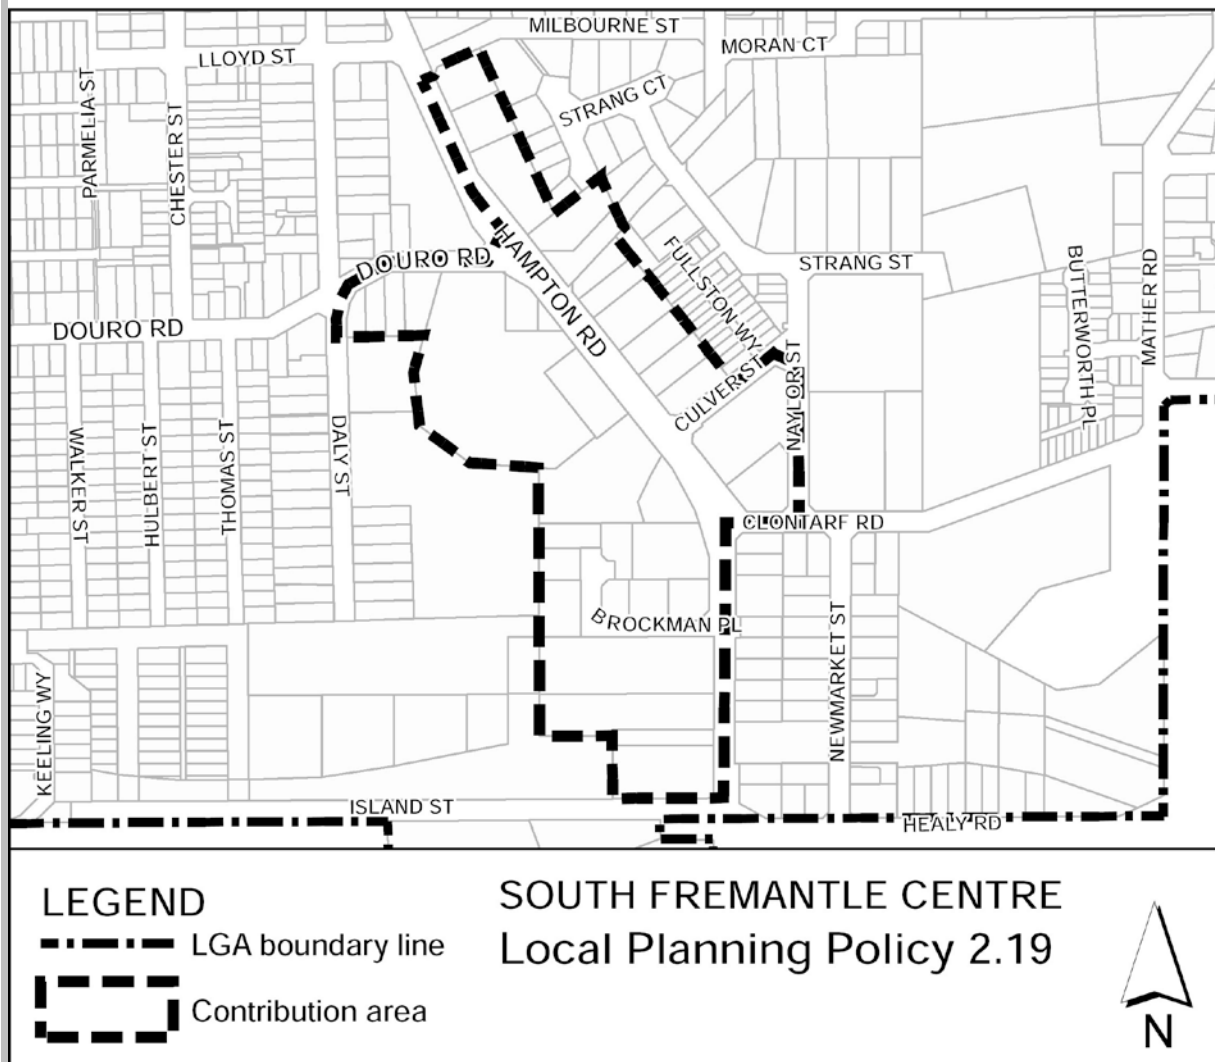 MILBOURNE ST
MORAN CT
LLOYD ST
PARMELIA ST
CHESTER ST
STRANG CT
DOURO RD
HAMPTON RD
FULLSTON WY
STRANG ST
BUTTERWORTH PL
MATHER RD
DOURO RD
CULVER ST
NAYLOR ST
WALKER ST
HULBERT ST
THOMAS ST
DALY ST
CLONTARF RD
BROCKMAN PL
NEWMARKET ST
KEELING WY
ISLAND ST
HEALY RD
LEGEND
LGA boundary line
Contribution area
SOUTH FREMANTLE CENTRE
Local Planning Policy 2.19
N